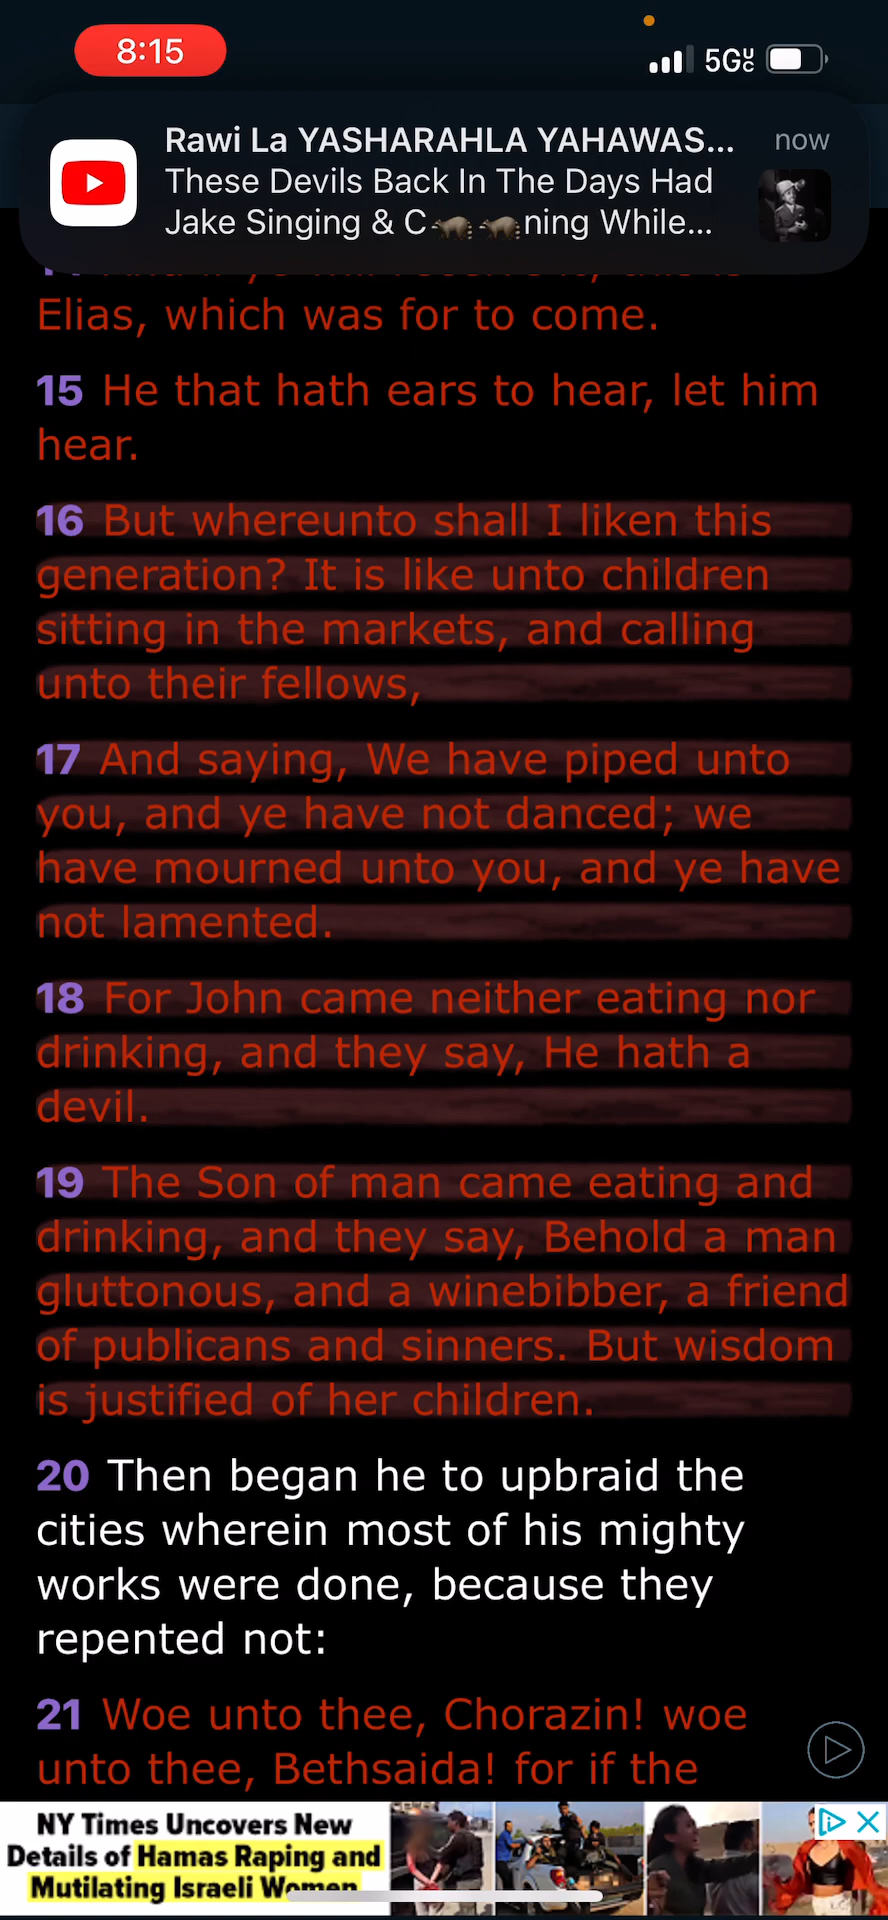 8:15
5G UC
Rawi La YASHARAHLA YAHAWAS... now
These Devils Back In The Days Had
Jake Singing & C🦝🦝ning While...
Elias, which was for to come.
15 He that hath ears to hear, let him
hear.
16 But whereunto shall I liken this
generation? It is like unto children
sitting in the markets, and calling
unto their fellows,
17 And saying, We have piped unto
you, and ye have not danced; we
have mourned unto you, and ye have
not lamented.
18 For John came neither eating nor
drinking, and they say, He hath a
devil.
19 The Son of man came eating and
drinking, and they say, Behold a man
gluttonous, and a winebibber, a friend
of publicans and sinners. But wisdom
is justified of her children.
20 Then began he to upbraid the
cities wherein most of his mighty
works were done, because they
repented not:
21 Woe unto thee, Chorazin! woe
unto thee, Bethsaida! for if the
NY Times Uncovers New
Details of Hamas Raping and
Mutilating Israeli Women